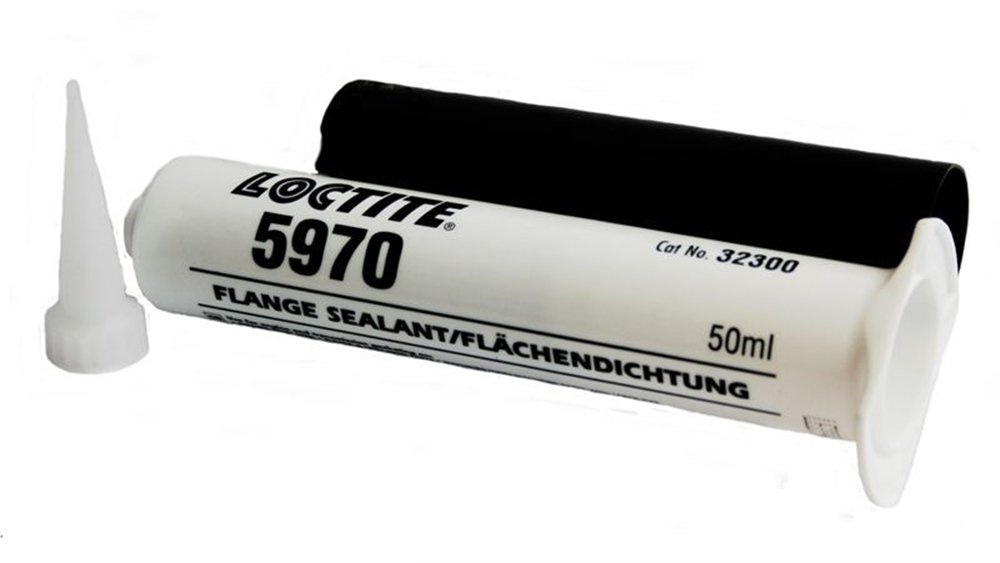 LOCTITE®
5970
Cat No. 32300
50ml
FLANGE SEALANT/FLÄCHENDICHTUNG